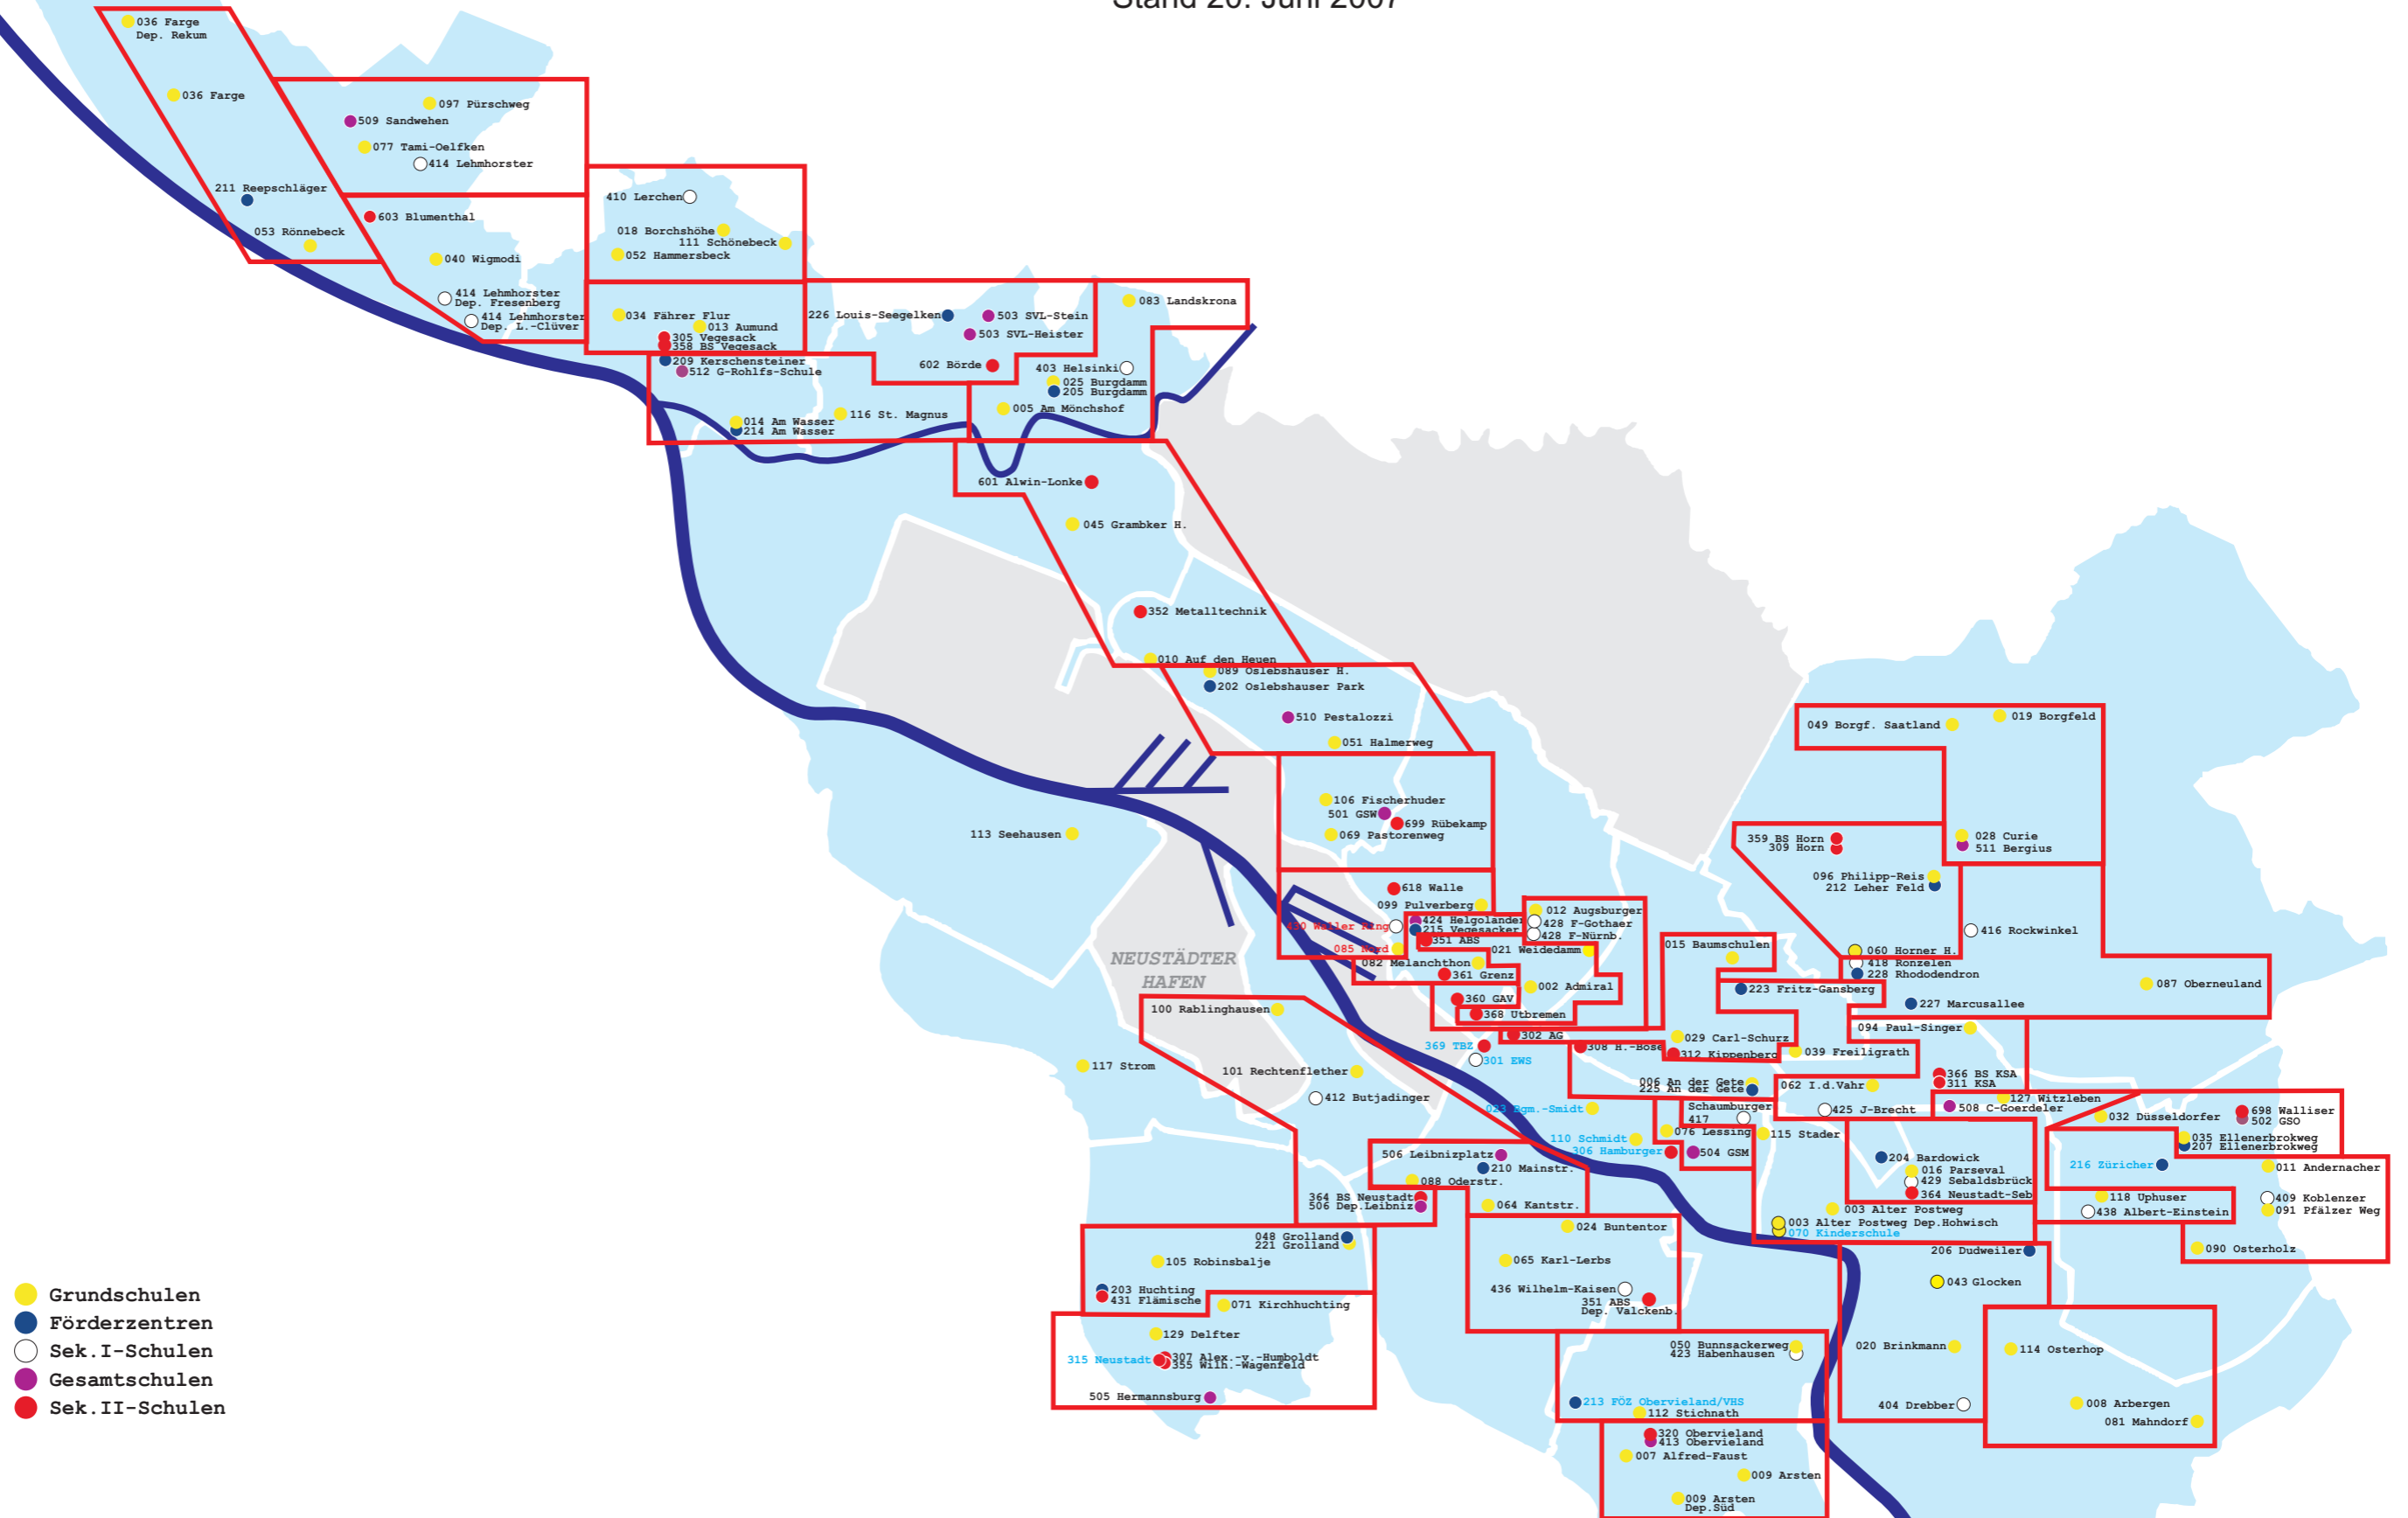 Stand 20. Juni 2007
036 Farge
Dep. Rekum
036 Farge
097 Pürschweg
509 Sandwehen
077 Tami-Oelfken
414 Lehmhorster
211 Reepschläger
053 Rönnebeck
603 Blumenthal
040 Wigmodi
414 Lehmhorster
Dep. Fresenberg
414 Lehmhorster
Dep. L.-Clüver
410 Lerchen
018 Borchshöhe
111 Schönebeck
052 Hammersbeck
034 Fährer Flur
013 Aumund
305 Vegesack
358 BS Vegesack
209 Kerschensteiner
512 G-Rohlfs-Schule
226 Louis-Seegelken
503 SVL-Stein
503 SVL-Heister
602 Börde
083 Landskrona
403 Helsinki
025 Burgdamm
205 Burgdamm
005 Am Mönchshof
116 St. Magnus
014 Am Wasser
214 Am Wasser
601 Alwin-Lonke
045 Grambker H.
352 Metalltechnik
010 Auf den Heuen
089 Oslebshauser H.
202 Oslebshauser Park
510 Pestalozzi
051 Halmerweg
106 Fischerhuder
501 GSW
699 Rübekamp
069 Pastorenweg
113 Seehausen
618 Walle
099 Pulverberg
430 Waller Ring
085 Nord
424 Helgolander
215 Vegesacker
351 ABS
012 Augsburger
428 F-Gothaer
428 F-Nürnb.
021 Weidedamm
082 Melanchthon
361 Grenz
002 Admiral
360 GAV
368 Utbremen
302 AG
369 TBZ
301 EWS
308 H.-Bose
312 Kippenberg
015 Baumschulen
223 Fritz-Gansberg
029 Carl-Schurz
039 Freiligrath
049 Borgf. Saatland
019 Borgfeld
359 BS Horn
309 Horn
028 Curie
511 Bergius
096 Philipp-Reis
212 Leher Feld
416 Rockwinkel
060 Horner H.
418 Ronzelen
228 Rhododendron
227 Marcusallee
087 Oberneuland
094 Paul-Singer
366 BS KSA
311 KSA
006 An der Gete
225 An der Gete
062 I.d.Vahr
127 Witzleben
508 C-Goerdeler
425 J-Brecht
Schaumburger
417
076 Lessing
115 Stader
504 GSM
023 Bgm.-Smidt
110 Schmidt
306 Hamburger
032 Düsseldorfer
698 Walliser
502 GSO
035 Ellenerbrokweg
207 Ellenerbrokweg
216 Züricher
011 Andernacher
204 Bardowick
016 Parseval
429 Sebaldsbrück
364 Neustadt-Seb
118 Uphuser
438 Albert-Einstein
409 Koblenzer
091 Pfälzer Weg
090 Osterholz
003 Alter Postweg
003 Alter Postweg Dep.Hohwisch
070 Kinderschule
206 Dudweiler
043 Glocken
020 Brinkmann
404 Drebber
114 Osterhop
008 Arbergen
081 Mahndorf
NEUSTÄDTER
HAFEN
100 Rablinghausen
117 Strom
101 Rechtenflether
412 Butjadinger
506 Leibnizplatz
210 Mainstr.
088 Oderstr.
364 BS Neustadt
506 Dep.Leibniz
064 Kantstr.
024 Buntentor
065 Karl-Lerbs
436 Wilhelm-Kaisen
351 ABS
Dep. Valckenb.
048 Grolland
221 Grolland
105 Robinsbalje
203 Huchting
431 Flämische
071 Kirchhuchting
129 Delfter
315 Neustadt
307 Alex.-v.-Humboldt
355 Wilh.-Wagenfeld
505 Hermannsburg
050 Bunnsackerweg
423 Habenhausen
213 FÖZ Obervieland/VHS
112 Stichnath
320 Obervieland
413 Obervieland
007 Alfred-Faust
009 Arsten
009 Arsten
Dep.Süd
Grundschulen
Förderzentren
Sek.I-Schulen
Gesamtschulen
Sek.II-Schulen